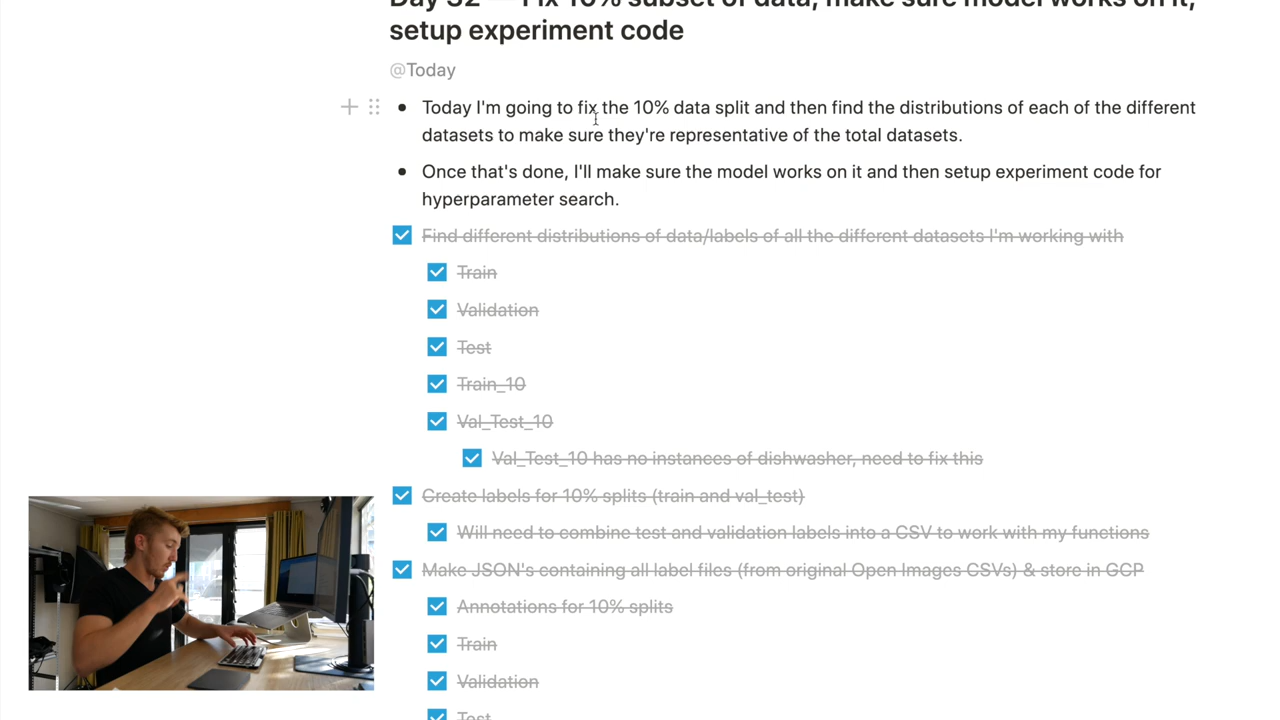 Day 32 — Fix 10% subset of data, make sure model works on it,
setup experiment code
@Today
Today I'm going to fix the 10% data split and then find the distributions of each of the different
datasets to make sure they're representative of the total datasets.
Once that's done, I'll make sure the model works on it and then setup experiment code for
hyperparameter search.
Find different distributions of data/labels of all the different datasets I'm working with
Train
Validation
Test
Train_10
Val_Test_10
Val_Test_10 has no instances of dishwasher, need to fix this
Create labels for 10% splits (train and val_test)
Will need to combine test and validation labels into a CSV to work with my functions
Make JSON's containing all label files (from original Open Images CSVs) & store in GCP
Annotations for 10% splits
Train
Validation
Test